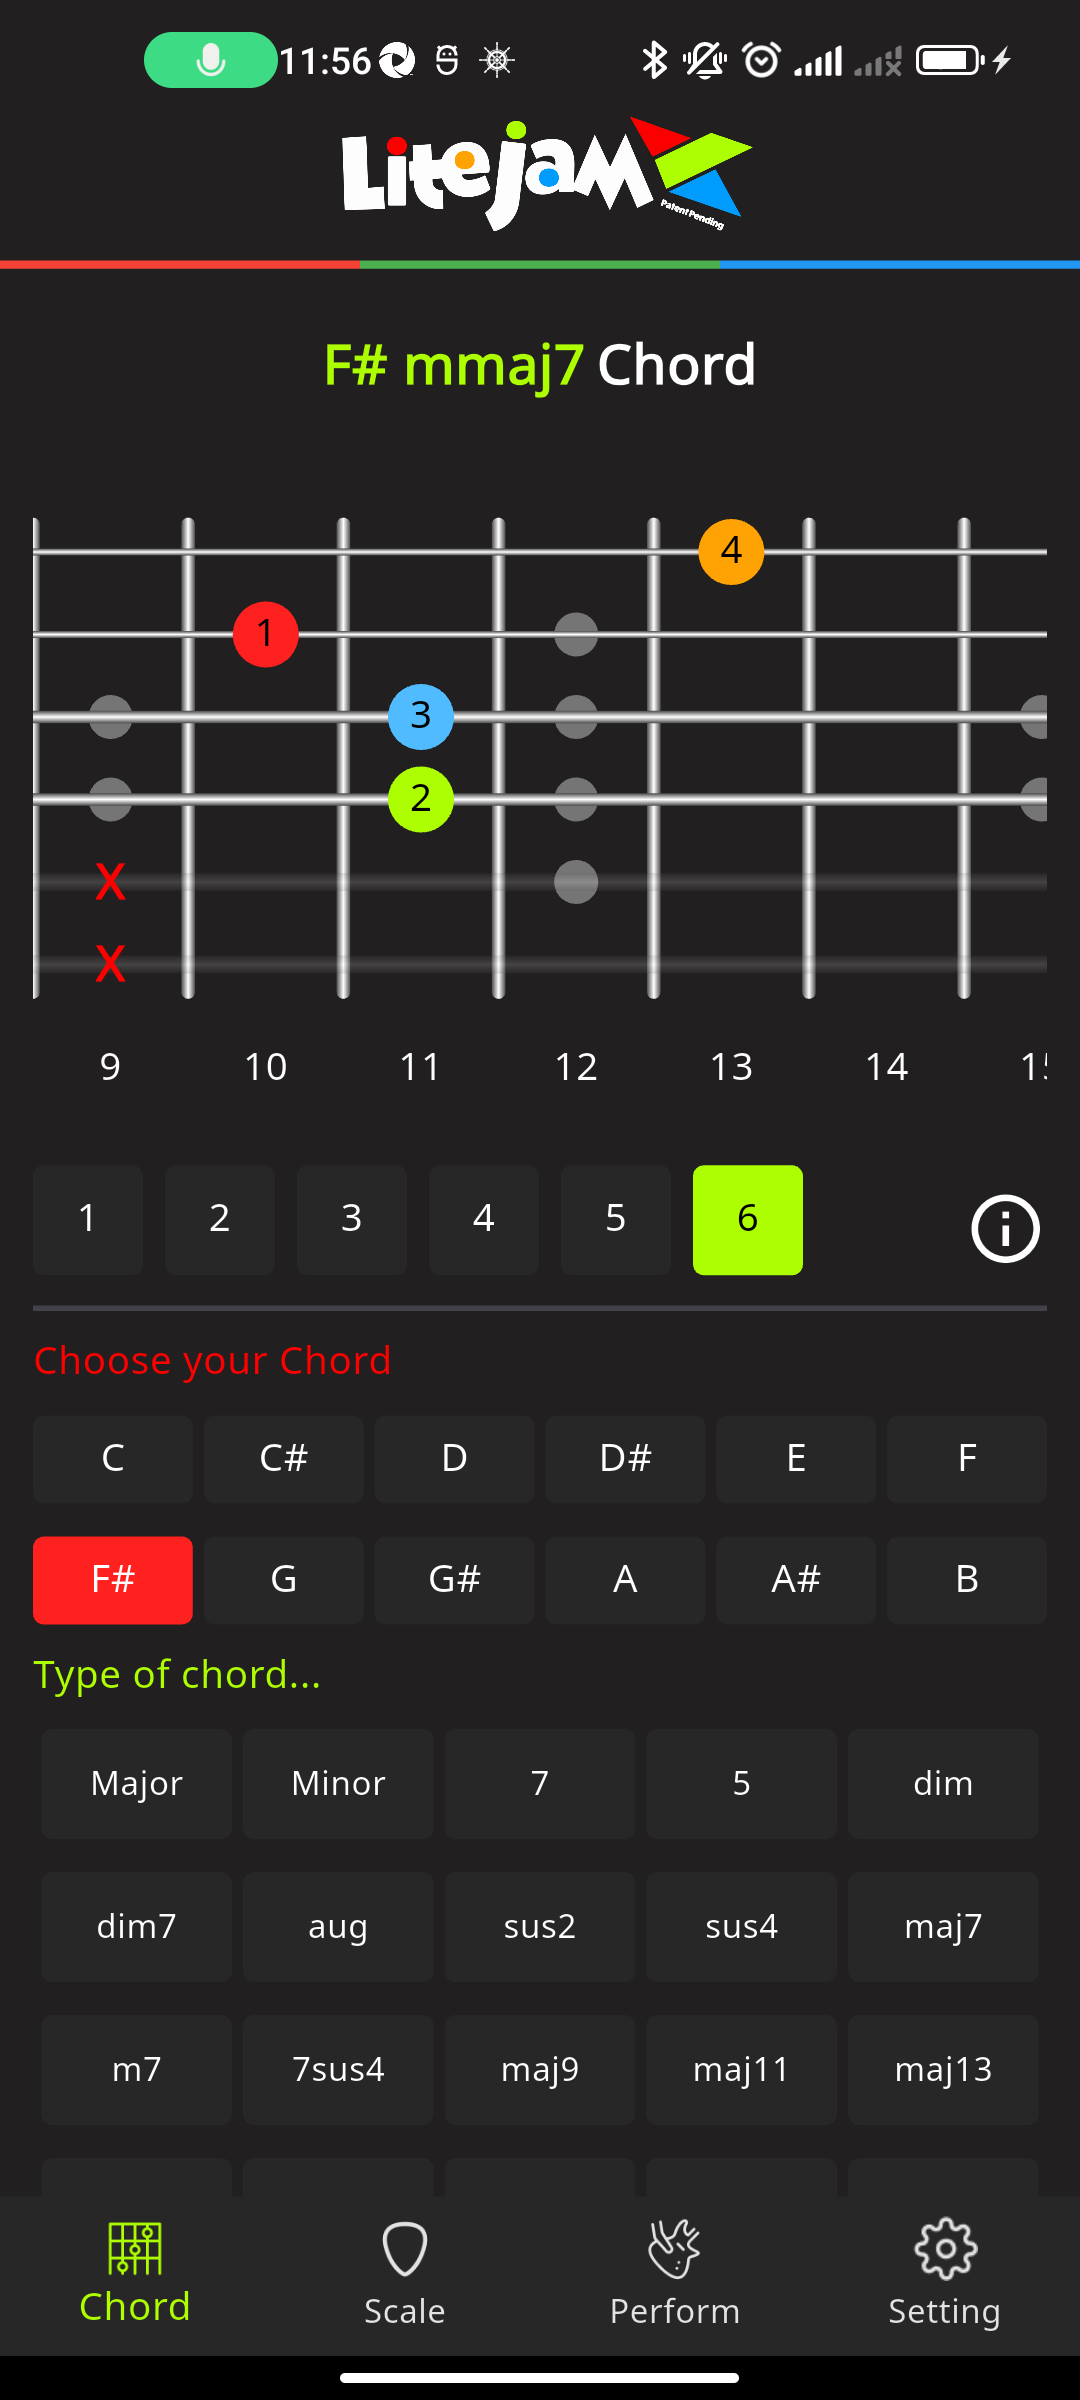 11:56
LitejaM
Patent Pending
F# mmaj7 Chord
4
1
3
2
X
X
9 10 11 12 13 14 15
1 2 3 4 5 6
Choose your Chord
C C# D D# E F
F# G G# A A# B
Type of chord...
Major Minor 7 5 dim
dim7 aug sus2 sus4 maj7
m7 7sus4 maj9 maj11 maj13
Chord Scale Perform Setting